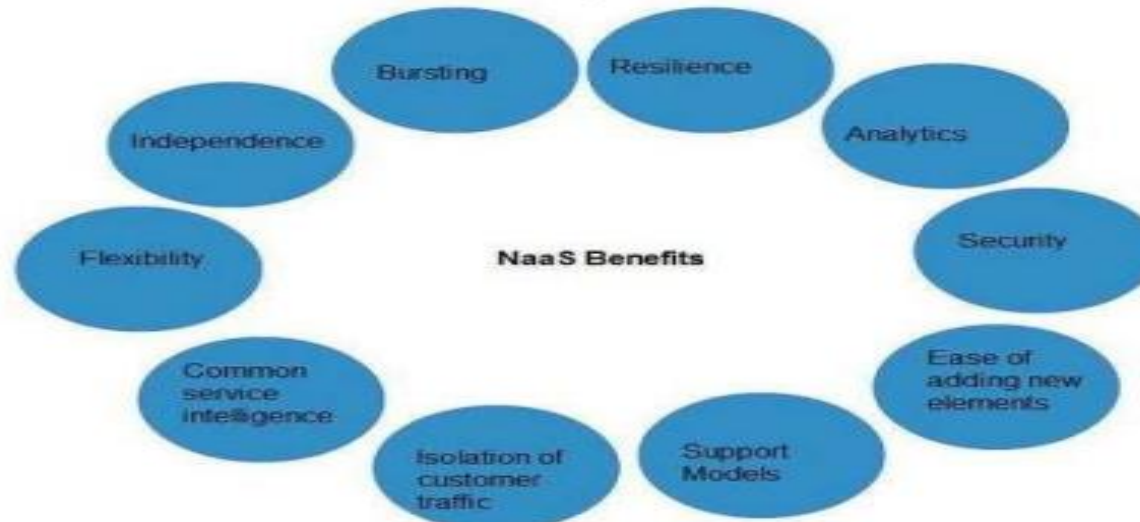 Bursting
Resilience
Independence
Analytics
Flexibility
NaaS Benefits
Security
Common
service
intelligence
Ease of
adding new
elements
Isolation of
customer
traffic
Support
Models